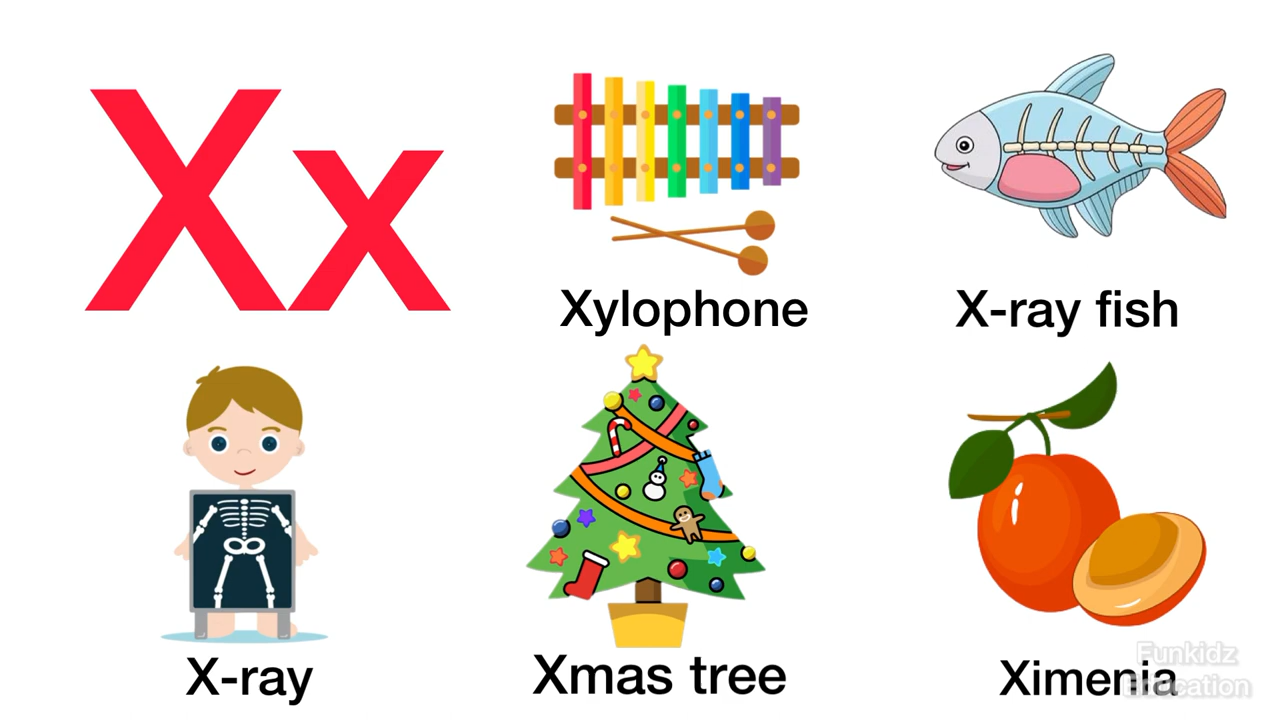 Xx
Xylophone
X-ray fish
X-ray
Xmas tree
Ximenia
Funkidz
Education